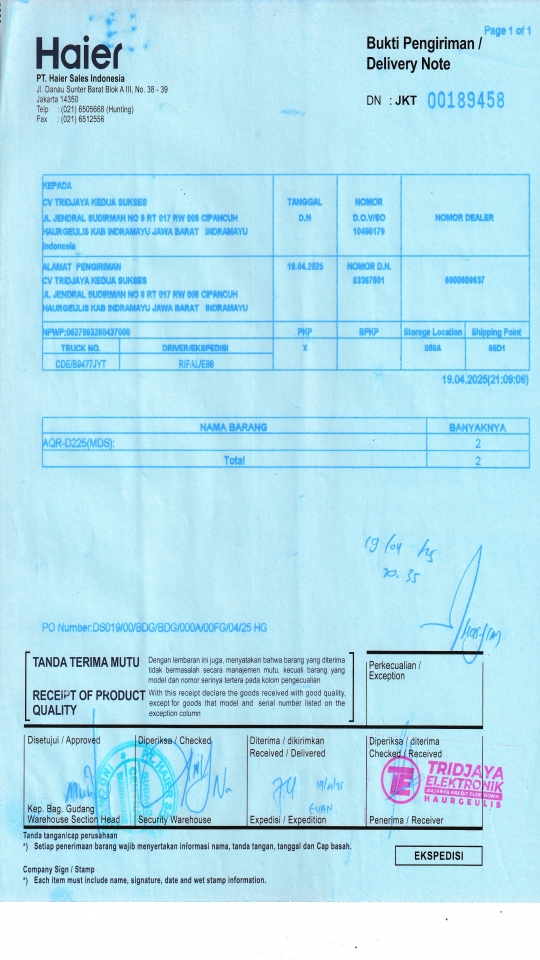 Page 1 of 1
Haier
PT. Haier Sales Indonesia
Jl. Danau Sunter Barat Blok A III, No. 38 - 39
Jakarta 14350
Telp : (021) 6505668 (Hunting)
Fax : (021) 6512556
Bukti Pengiriman /
Delivery Note
DN : JKT 00189458
KEPADA
CV TRIDJAYA KEDUA SUKSES
JL JENDRAL SUDIRMAN NO 8 RT 017 RW 006 CIPANCUH
HAURGEULIS KAB INDRAMAYU JAWA BARAT INDRAMAYU
Indonesia
TANGGAL
D.N
NOMOR
D.O.V/SO
10490179
NOMOR DEALER
ALAMAT PENGIRIMAN
CV TRIDJAYA KEDUA SUKSES
JL JENDRAL SUDIRMAN NO 8 RT 017 RW 006 CIPANCUH
HAURGEULIS KAB INDRAMAYU JAWA BARAT INDRAMAYU
19.04.2025
NOMOR D.N.
83367001
NPWP:0627063280437000
PKP BPKP Storege Location Shipping Point
TRUCK NO. DRIVER/EKSPEDISI X 000A 65D1
CDE/B9477JYT RIFAL/E98
19.04.2025(21:09:06)
NAMA BARANG BANYAKNYA
AQR-D225(MDS): 2
Total 2
19/04 25
20.35
PO Number:DS019/00/BDG/BDG/000A/00FG/04/25 HG
TANDA TERIMA MUTU
Dengan lembaran ini juga, menyatakan bahwa barang yang diterima
tidak bermasalah secara manajemen mutu, kecuali barang yang
model dan nomor serinya tertera pada kolom pengecualian
RECEIPT OF PRODUCT
QUALITY
With this receipt declare the goods received with good quality,
except for goods that model and serial number listed on the
exception column
Perkecualian /
Exception
Disetujui / Approved
Diperiksa / Checked
Diterima / dikirimkan
Received / Delivered
Diperiksa / diterima
Checked / Received
TRIDJAYA
ELEKTRONIK
HAURGEULIS
Kep. Bag. Gudang
Warehouse Section Head
Security Warehouse
Expedisi / Expedition
Penerima / Receiver
Tanda tangan/cap perusahaan
*) Setiap penerimaan barang wajib menyertakan informasi nama, tanda tangan, tanggal dan Cap basah.
EKSPEDISI
Company Sign / Stamp
*) Each item must include name, signature, date and wet stamp information.